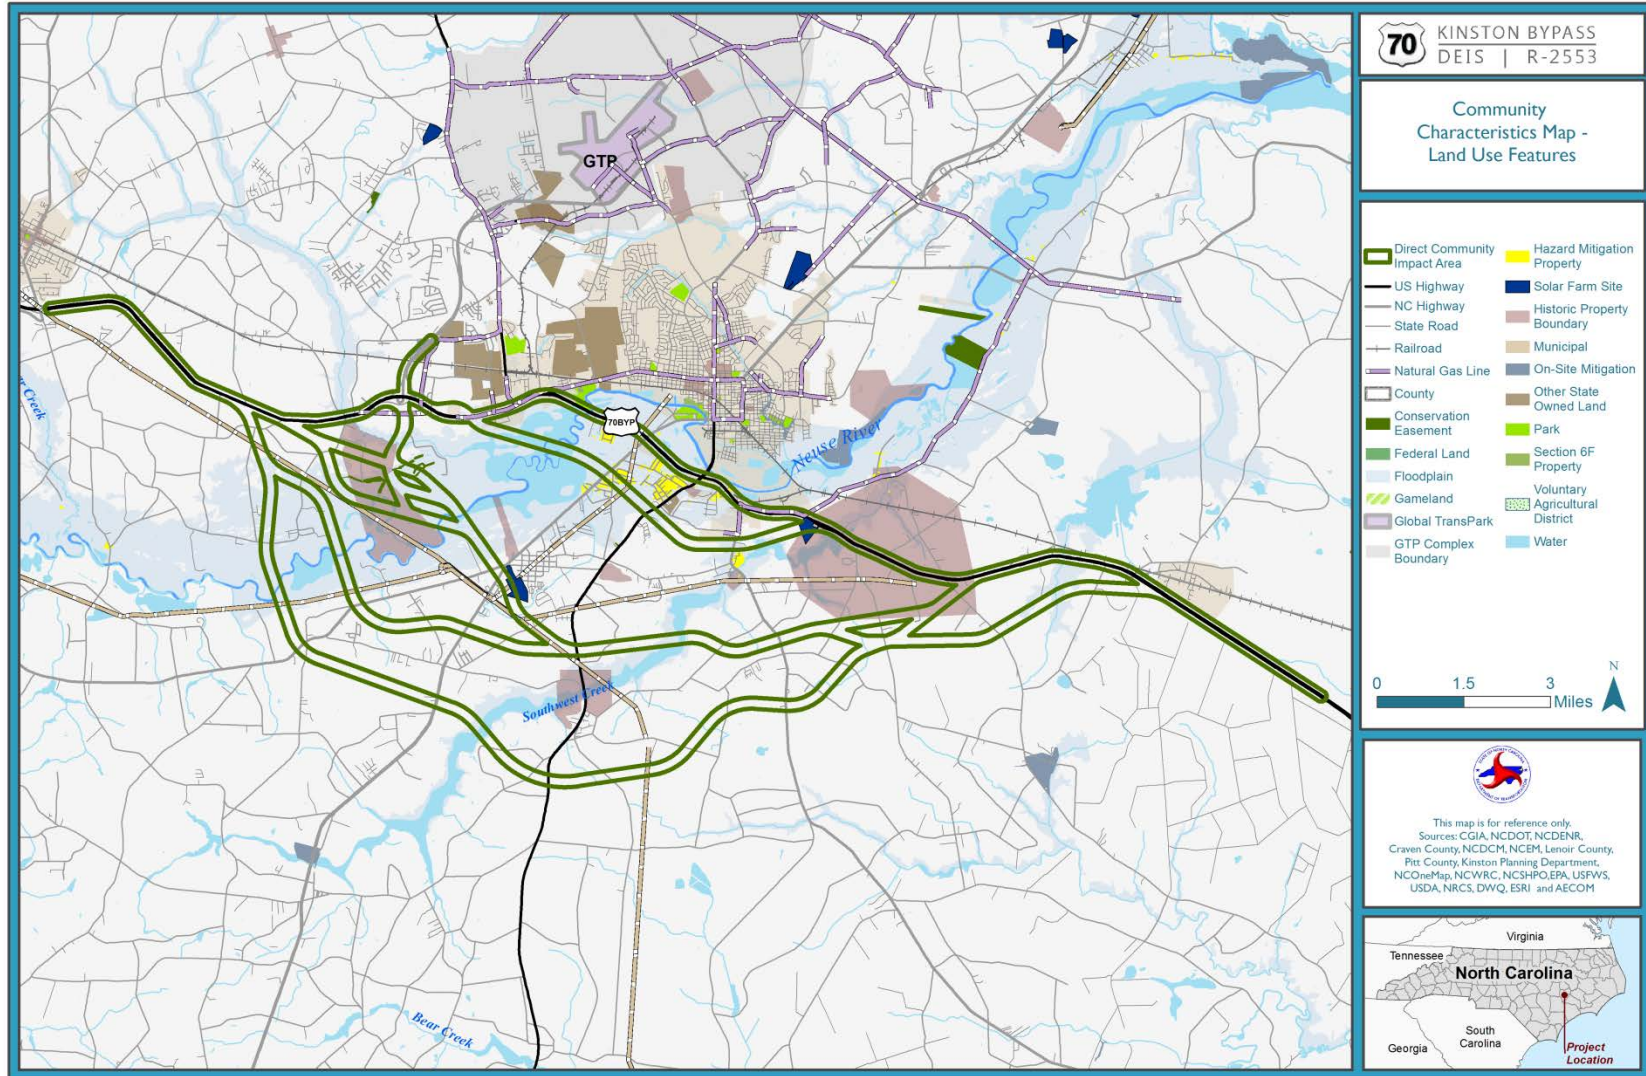 70
KINSTON BYPASS
DEIS | R-2553
Community
Characteristics Map -
Land Use Features
Direct Community
Impact Area
US Highway
NC Highway
State Road
Railroad
Natural Gas Line
County
Conservation
Easement
Federal Land
Floodplain
Gameland
Global TransPark
GTP Complex
Boundary
Hazard Mitigation
Property
Solar Farm Site
Historic Property
Boundary
Municipal
On-Site Mitigation
Other State
Owned Land
Park
Section 6F
Property
Voluntary
Agricultural
District
Water
N
0 1.5 3
Miles
This map is for reference only.
Sources: CGIA, NCDOT, NCDENR,
Craven County, NCDCM, NCEM, Lenoir County,
Pitt County, Kinston Planning Department,
NCOneMap, NCWRC, NCSHPO,EPA, USFWS,
USDA, NRCS, DWQ, ESRI and AECOM
Virginia
Tennessee
North Carolina
South
Carolina
Georgia
Project
Location
GTP
70BYP
Neuse River
Creek
Southwest Creek
Bear Creek